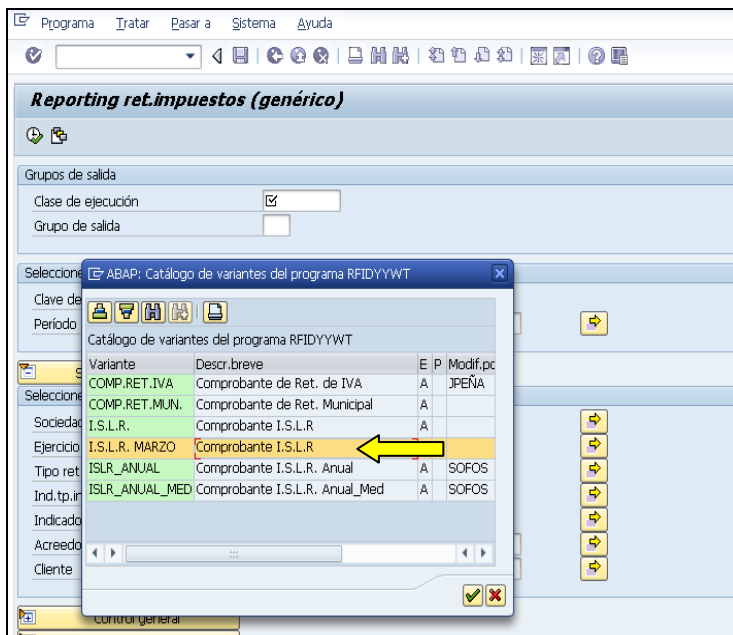 Programa Tratar Pasar a Sistema Ayuda
Reporting ret.impuestos (genérico)
Grupos de salida
Clase de ejecución
Grupo de salida
Seleccione
Clave de
Período
S
Seleccione
Sociedad
Ejercicio
Tipo ret
Ind.tp.in
Indicado
Acreedo
Cliente
Control general
ABAP: Catálogo de variantes del programa RFIDYYWT
Catálogo de variantes del programa RFIDYYWT
Variante Descr.breve E P Modif.po
COMP.RET.IVA Comprobante de Ret. de IVA A JPEÑA
COMP.RET.MUN. Comprobante de Ret. Municipal A
I.S.L.R. Comprobante I.S.L.R A
I.S.L.R. MARZO Comprobante I.S.L.R
ISLR_ANUAL Comprobante I.S.L.R. Anual A SOFOS
ISLR_ANUAL_MED Comprobante I.S.L.R. Anual_Med A SOFOS